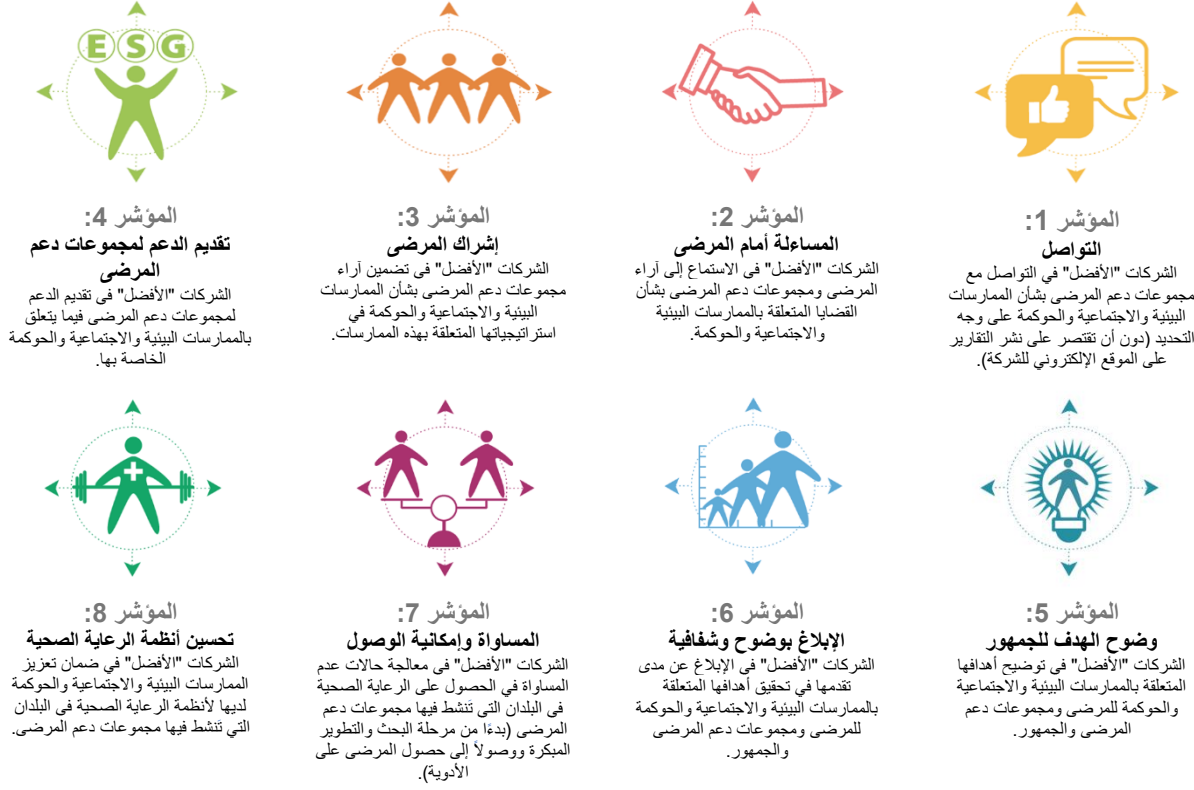 المؤشر 1:
التواصل
الشركات "الأفضل" في التواصل مع
مجموعات دعم المرضى بشأن الممارسات
البيئية والاجتماعية والحوكمة على وجه
التحديد (دون أن تقتصر على نشر التقارير
على الموقع الإلكتروني للشركة).
المؤشر 2:
المساءلة أمام المرضى
الشركات "الأفضل" في الاستماع إلى آراء
المرضى ومجموعات دعم المرضى بشأن
القضايا المتعلقة بالممارسات البيئية
والاجتماعية والحوكمة.
المؤشر 3:
إشراك المرضى
الشركات "الأفضل" في تضمين آراء
مجموعات دعم المرضى بشأن الممارسات
البيئية والاجتماعية والحوكمة في
استراتيجياتها المتعلقة بهذه الممارسات.
ESG
المؤشر 4:
تقديم الدعم لمجموعات دعم
المرضى
الشركات "الأفضل" في تقديم الدعم
لمجموعات دعم المرضى فيما يتعلق
بالممارسات البيئية والاجتماعية والحوكمة
الخاصة بها.
المؤشر 5:
وضوح الهدف للجمهور
الشركات "الأفضل" في توضيح أهدافها
المتعلقة بالممارسات البيئية والاجتماعية
والحوكمة للمرضى ومجموعات دعم
المرضى والجمهور.
المؤشر 6:
الإبلاغ بوضوح وشفافية
الشركات "الأفضل" في الإبلاغ عن مدى
تقدمها في تحقيق أهدافها المتعلقة
بالممارسات البيئية والاجتماعية والحوكمة
للمرضى ومجموعات دعم المرضى
والجمهور.
المؤشر 7:
المساواة وإمكانية الوصول
الشركات "الأفضل" في معالجة حالات عدم
المساواة في الحصول على الرعاية الصحية
في البلدان التي تَنشط فيها مجموعات دعم
المرضى (بدءًا من مرحلة البحث والتطوير
المبكرة ووصولاً إلى حصول المرضى على
الأدوية).
المؤشر 8:
تحسين أنظمة الرعاية الصحية
الشركات "الأفضل" في ضمان تعزيز
الممارسات البيئية والاجتماعية والحوكمة
لديها لأنظمة الرعاية الصحية في البلدان
التي تَنشط فيها مجموعات دعم المرضى.